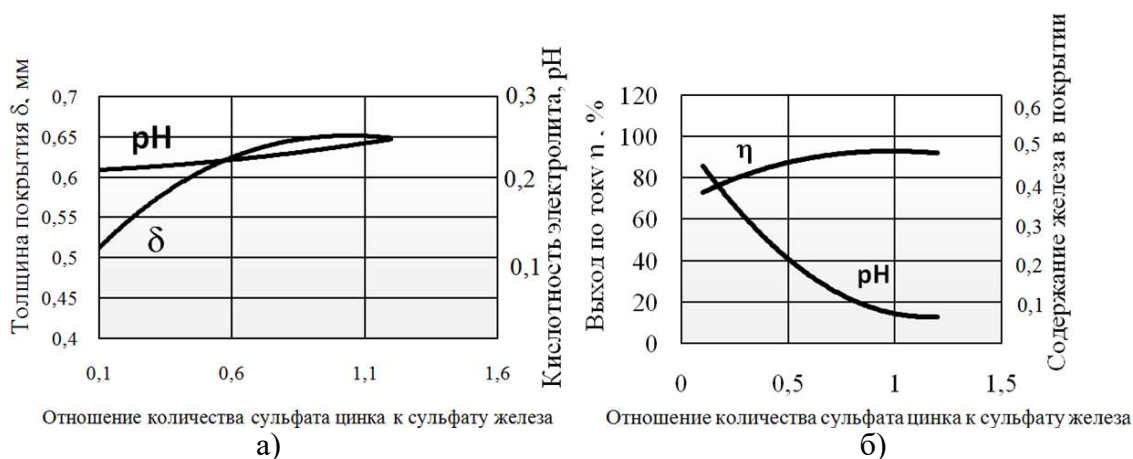 Толщина покрытия δ, мм
0,7
0,65
0,6
0,55
0,5
0,45
0,4
pH
δ
0,3
0,2
0,1
Кислотность электролита, pH
0,1
0,6
1,1
1,6
Отношение количества сульфата цинка к сульфату железа
а)
Выход по току η , %
120
100
80
60
40
20
0
η
pH
0,6
0,5
0,4
0,3
0,2
0,1
Содержание железа в покрытии
0
0,5
1
1,5
Отношение количества сульфата цинка к сульфату железа
б)